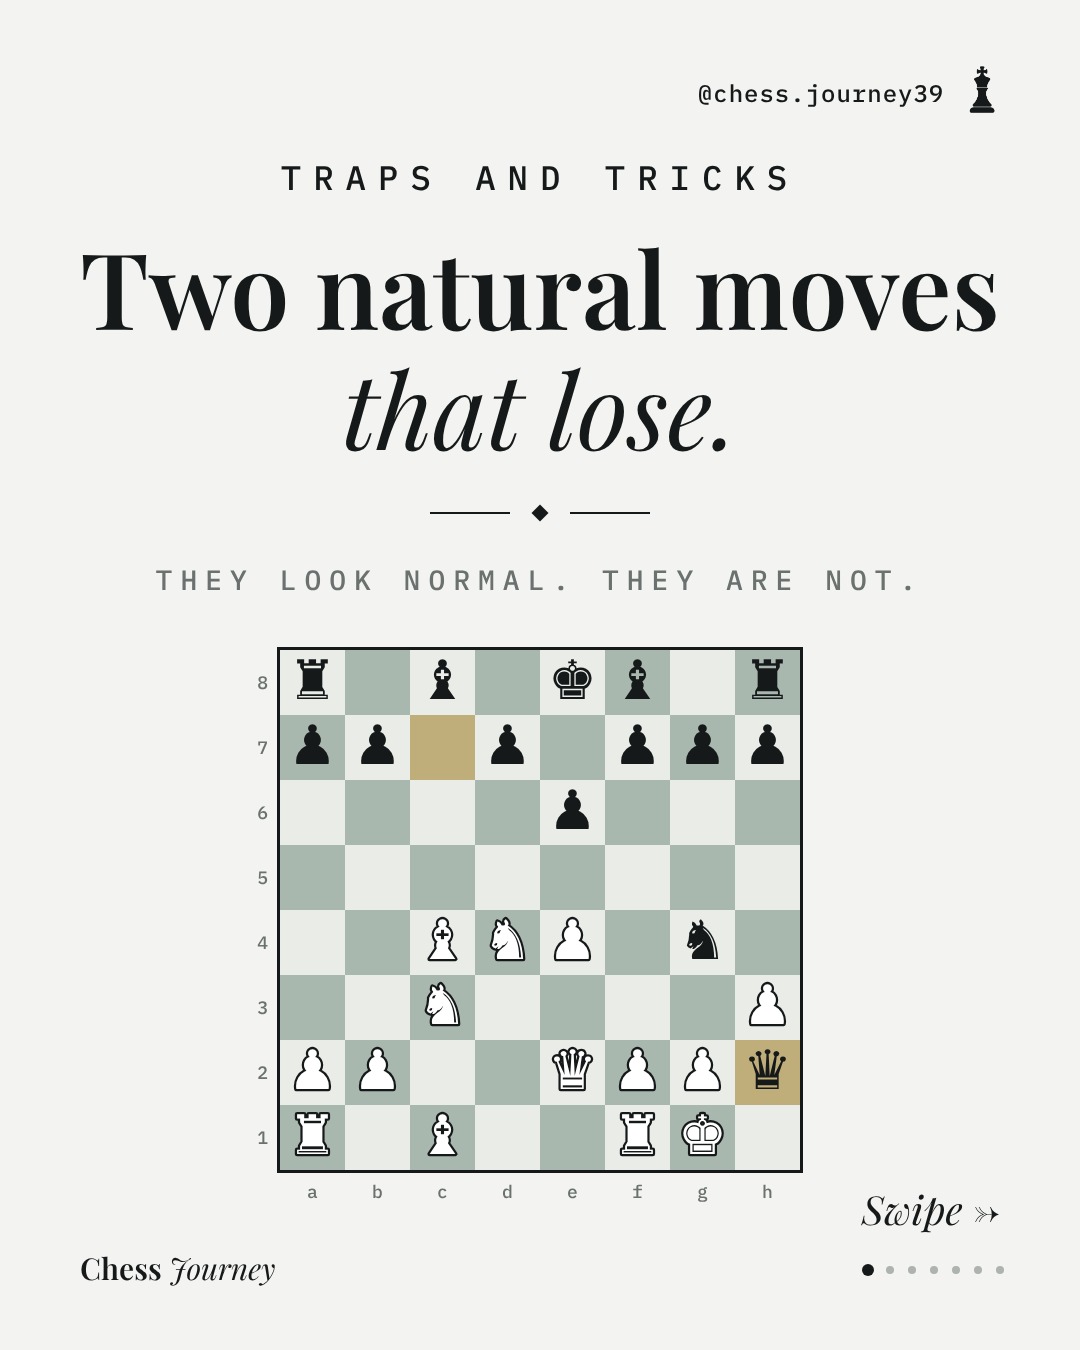 @chess.journey39
TRAPS AND TRICKS
Two natural moves
that lose.
THEY LOOK NORMAL. THEY ARE NOT.
8
7
6
5
4
3
2
1
a b c d e f g h
Swipe
Chess Journey